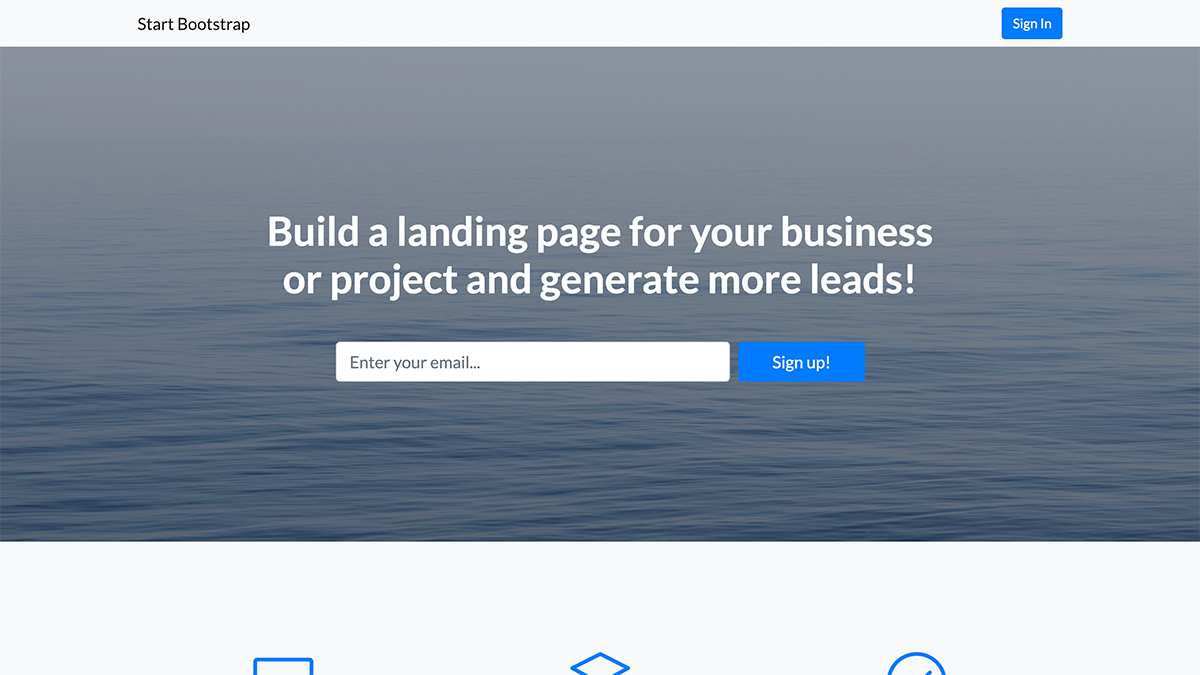 Start Bootstrap
Sign In
Build a landing page for your business
or project and generate more leads!
Enter your email...
Sign up!